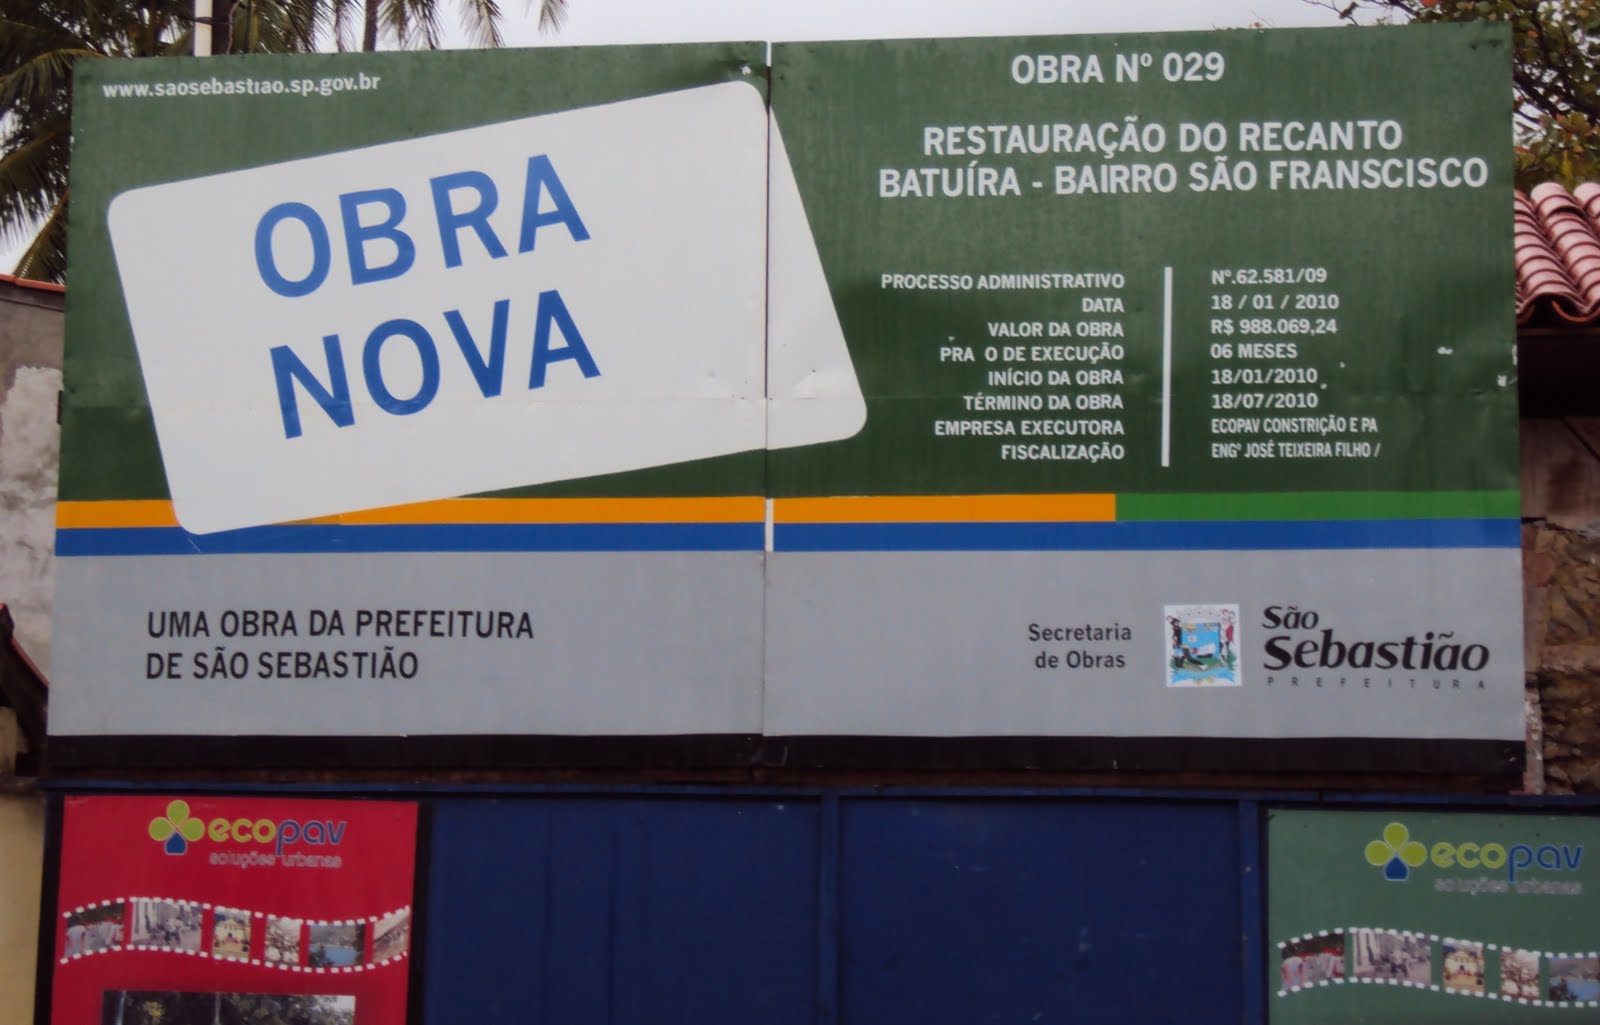 www.saosebastiao.sp.gov.br
OBRA
NOVA
OBRA Nº 029
RESTAURAÇÃO DO RECANTO
BATUÍRA - BAIRRO SÃO FRANSCISCO
PROCESSO ADMINISTRATIVO Nº.62.581/09
DATA 18 / 01 / 2010
VALOR DA OBRA R$ 988.069,24
PRA O DE EXECUÇÃO 06 MESES
INÍCIO DA OBRA 18/01/2010
TÉRMINO DA OBRA 18/07/2010
EMPRESA EXECUTORA ECOPAV CONSTRIÇÃO E PA
FISCALIZAÇÃO ENGº JOSÉ TEIXEIRA FILHO /
UMA OBRA DA PREFEITURA
DE SÃO SEBASTIÃO
Secretaria
de Obras
São
Sebastião
PREFEITURA
ecopav
soluções urbanas
ecopav
soluções urbanas